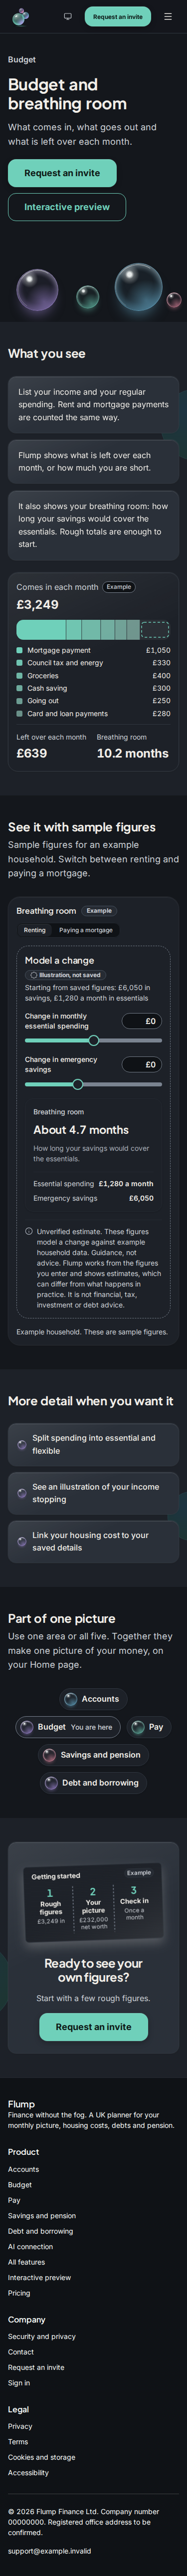 Request an invite
Budget
Budget and
breathing room
What comes in, what goes out and
what is left over each month.
Request an invite
Interactive preview
What you see
List your income and your regular
spending. Rent and mortgage payments
are counted the same way.
Flump shows what is left over each
month, or how much you are short.
It also shows your breathing room: how
long your savings would cover the
essentials. Rough totals are enough to
start.
Comes in each month Example
£3,249
Mortgage payment £1,050
Council tax and energy £330
Groceries £400
Cash saving £300
Going out £250
Card and loan payments £280
Left over each month Breathing room
£639 10.2 months
See it with sample figures
Sample figures for an example
household. Switch between renting and
paying a mortgage.
Breathing room Example
Renting Paying a mortgage
Model a change
Illustration, not saved
Starting from saved figures: £6,050 in
savings, £1,280 a month in essentials
Change in monthly
essential spending £0
Change in emergency
savings £0
Breathing room
About 4.7 months
How long your savings would cover
the essentials.
Essential spending £1,280 a month
Emergency savings £6,050
Unverified estimate. These figures
model a change against example
household data. Guidance, not
advice. Flump works from the figures
you enter and shows estimates, which
can differ from what happens in
practice. It is not financial, tax,
investment or debt advice.
Example household. These are sample figures.
More detail when you want it
Split spending into essential and
flexible
See an illustration of your income
stopping
Link your housing cost to your
saved details
Part of one picture
Use one area or all five. Together they
make one picture of your money, on
your Home page.
Accounts
Budget You are here
Pay
Savings and pension
Debt and borrowing
Getting started Example
1 2 3
Rough
figures
£3,249 in
Your
picture
£232,000
net worth
Check in
Once a
month
Ready to see your
own figures?
Start with a few rough figures.
Request an invite
Flump
Finance without the fog. A UK planner for your
monthly picture, housing costs, debts and pension.
Product
Accounts
Budget
Pay
Savings and pension
Debt and borrowing
AI connection
All features
Interactive preview
Pricing
Company
Security and privacy
Contact
Request an invite
Sign in
Legal
Privacy
Terms
Cookies and storage
Accessibility
© 2026 Flump Finance Ltd. Company number
00000000. Registered office address to be
confirmed.
support@example.invalid